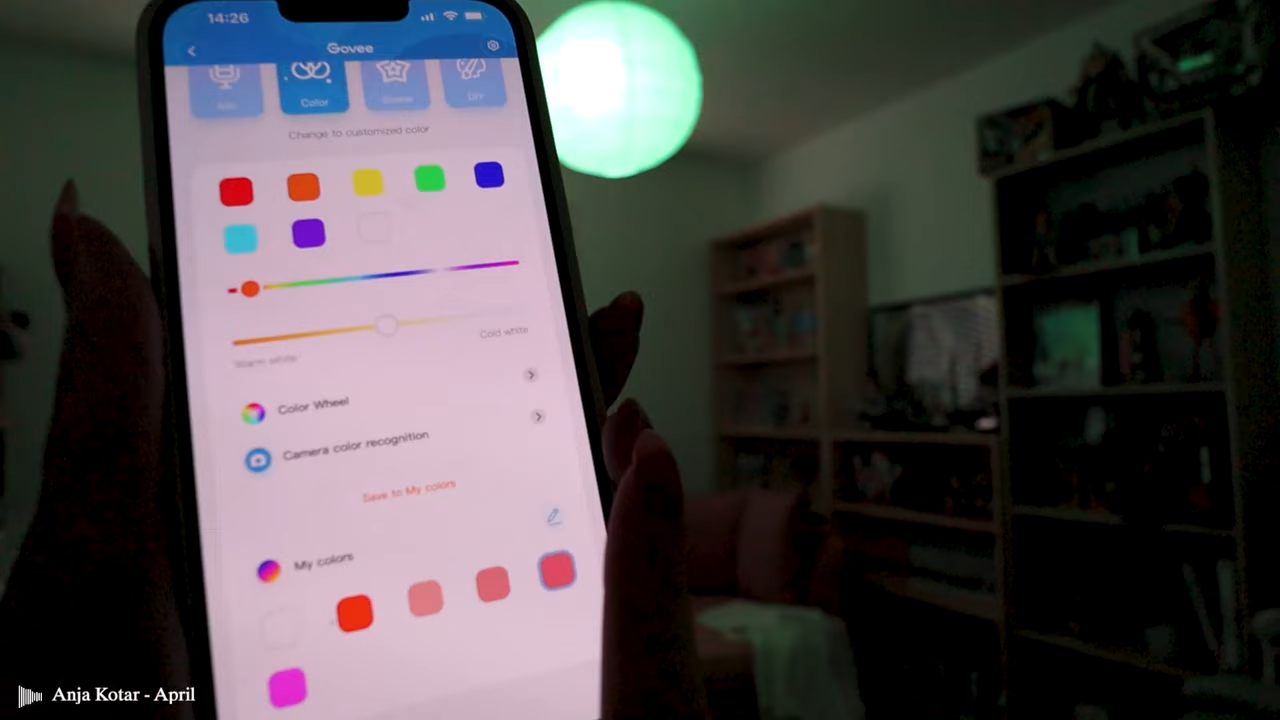 14:26
Govee
Color
DIY
Change to customized color
Cold white
Warm white
Color Wheel
Camera color recognition
Save to My colors
My colors
Anja Kotar - April